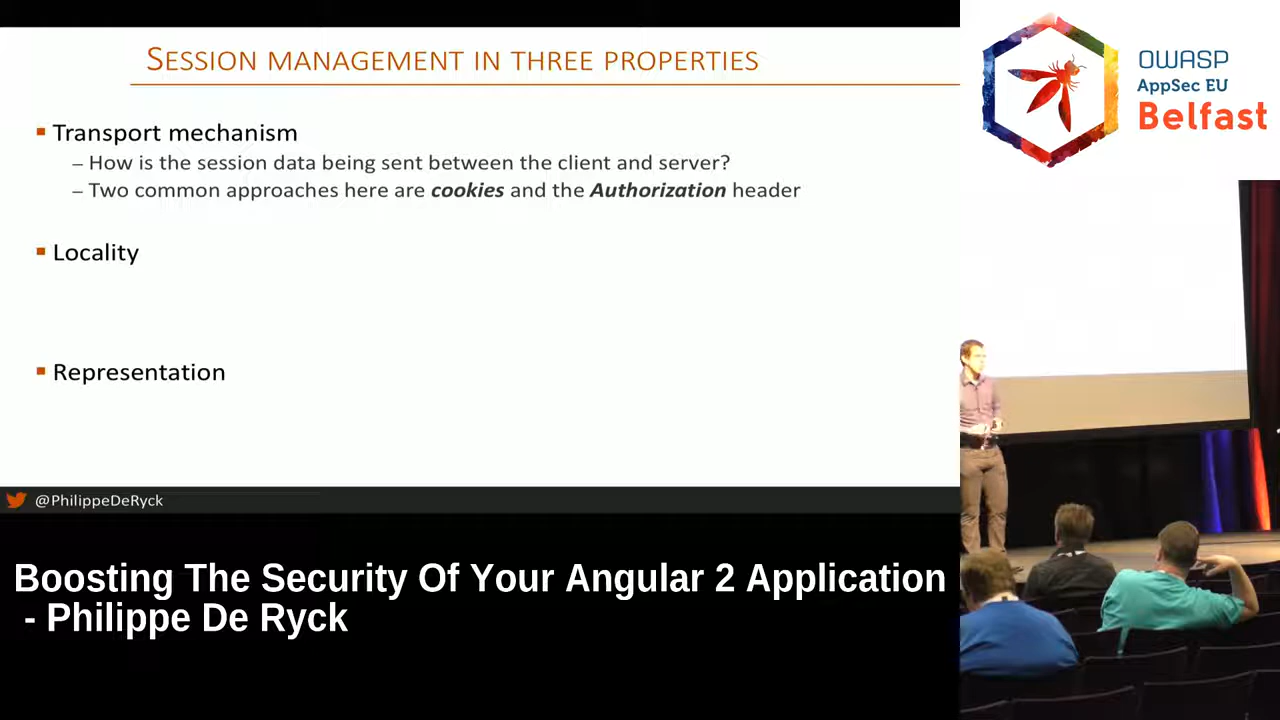 SESSION MANAGEMENT IN THREE PROPERTIES
Transport mechanism
– How is the session data being sent between the client and server?
– Two common approaches here are cookies and the Authorization header
Locality
Representation
@PhilippeDeRyck
Boosting The Security Of Your Angular 2 Application
- Philippe De Ryck
OWASP
AppSec EU
Belfast